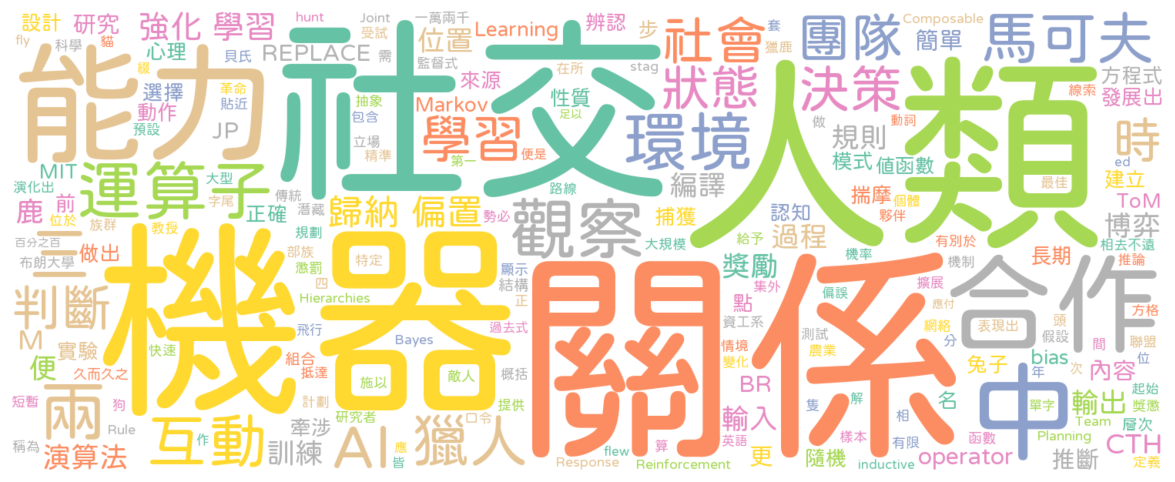 設計 研究 強化 學習 hunt Joint 一萬兩千 Learning 辨認 步 套 Composable
fly 科學 貓 心理 REPLACE 受試 位置 在所 社會 獵鹿 團隊 簡單 馬可夫
能力 綴 貝氏 需 監督式 來源 stag 方程式
選擇 革命 社交 抽象 Markov 性質 狀態 決策 人類 線索 發展出
動作 貼近 包含 足以 動詞
預設 JP 立場 學習 環境 做 規則 時
MIT 精準 第一 便是 模式 值函數 ed
運算子 大型 路線 編譯 揣摩 最佳 建立
演化出 字尾 傳統 歸納 偏置 觀察 捕獲 認知 個體 ToM
鹿 前 正確 潛藏 勢必 夥伴 博弈
位於 族群 教授 規劃 大規模 給予 過程 機率 有別於 相去不遠
百分之百 三 做出 部族 特定 機制 長期 推論
布朗大學 機器 懲罰 顯示 獎勵 集外 偏誤 擴展 合作
判斷 四 結構 關係 點 應付 方格
Hierarchies 正 資工系 網絡 表現出 頭 聯盟
M 實驗 飛行 Bayes 過去式 情境 測試 分 假設 間
便 快速 組合 變化 農業 中 位
久而久之 抵達 施以 敵人 概括 兔子 bias 年 次 內容
短暫 狗 兩 計劃 研究者 提供 BR 隻 解 名 單字 輸出 起始 獎懲
Rule 互動 牽涉 口令 輸入 相 Team 層次
稱為 作 AI 獵人 英語 樣本 有限 函數 Planning CTH
演算法 訓練 應 flew 算 更 隨機 operator 推斷
皆 Response Reinforcement inductive 定義